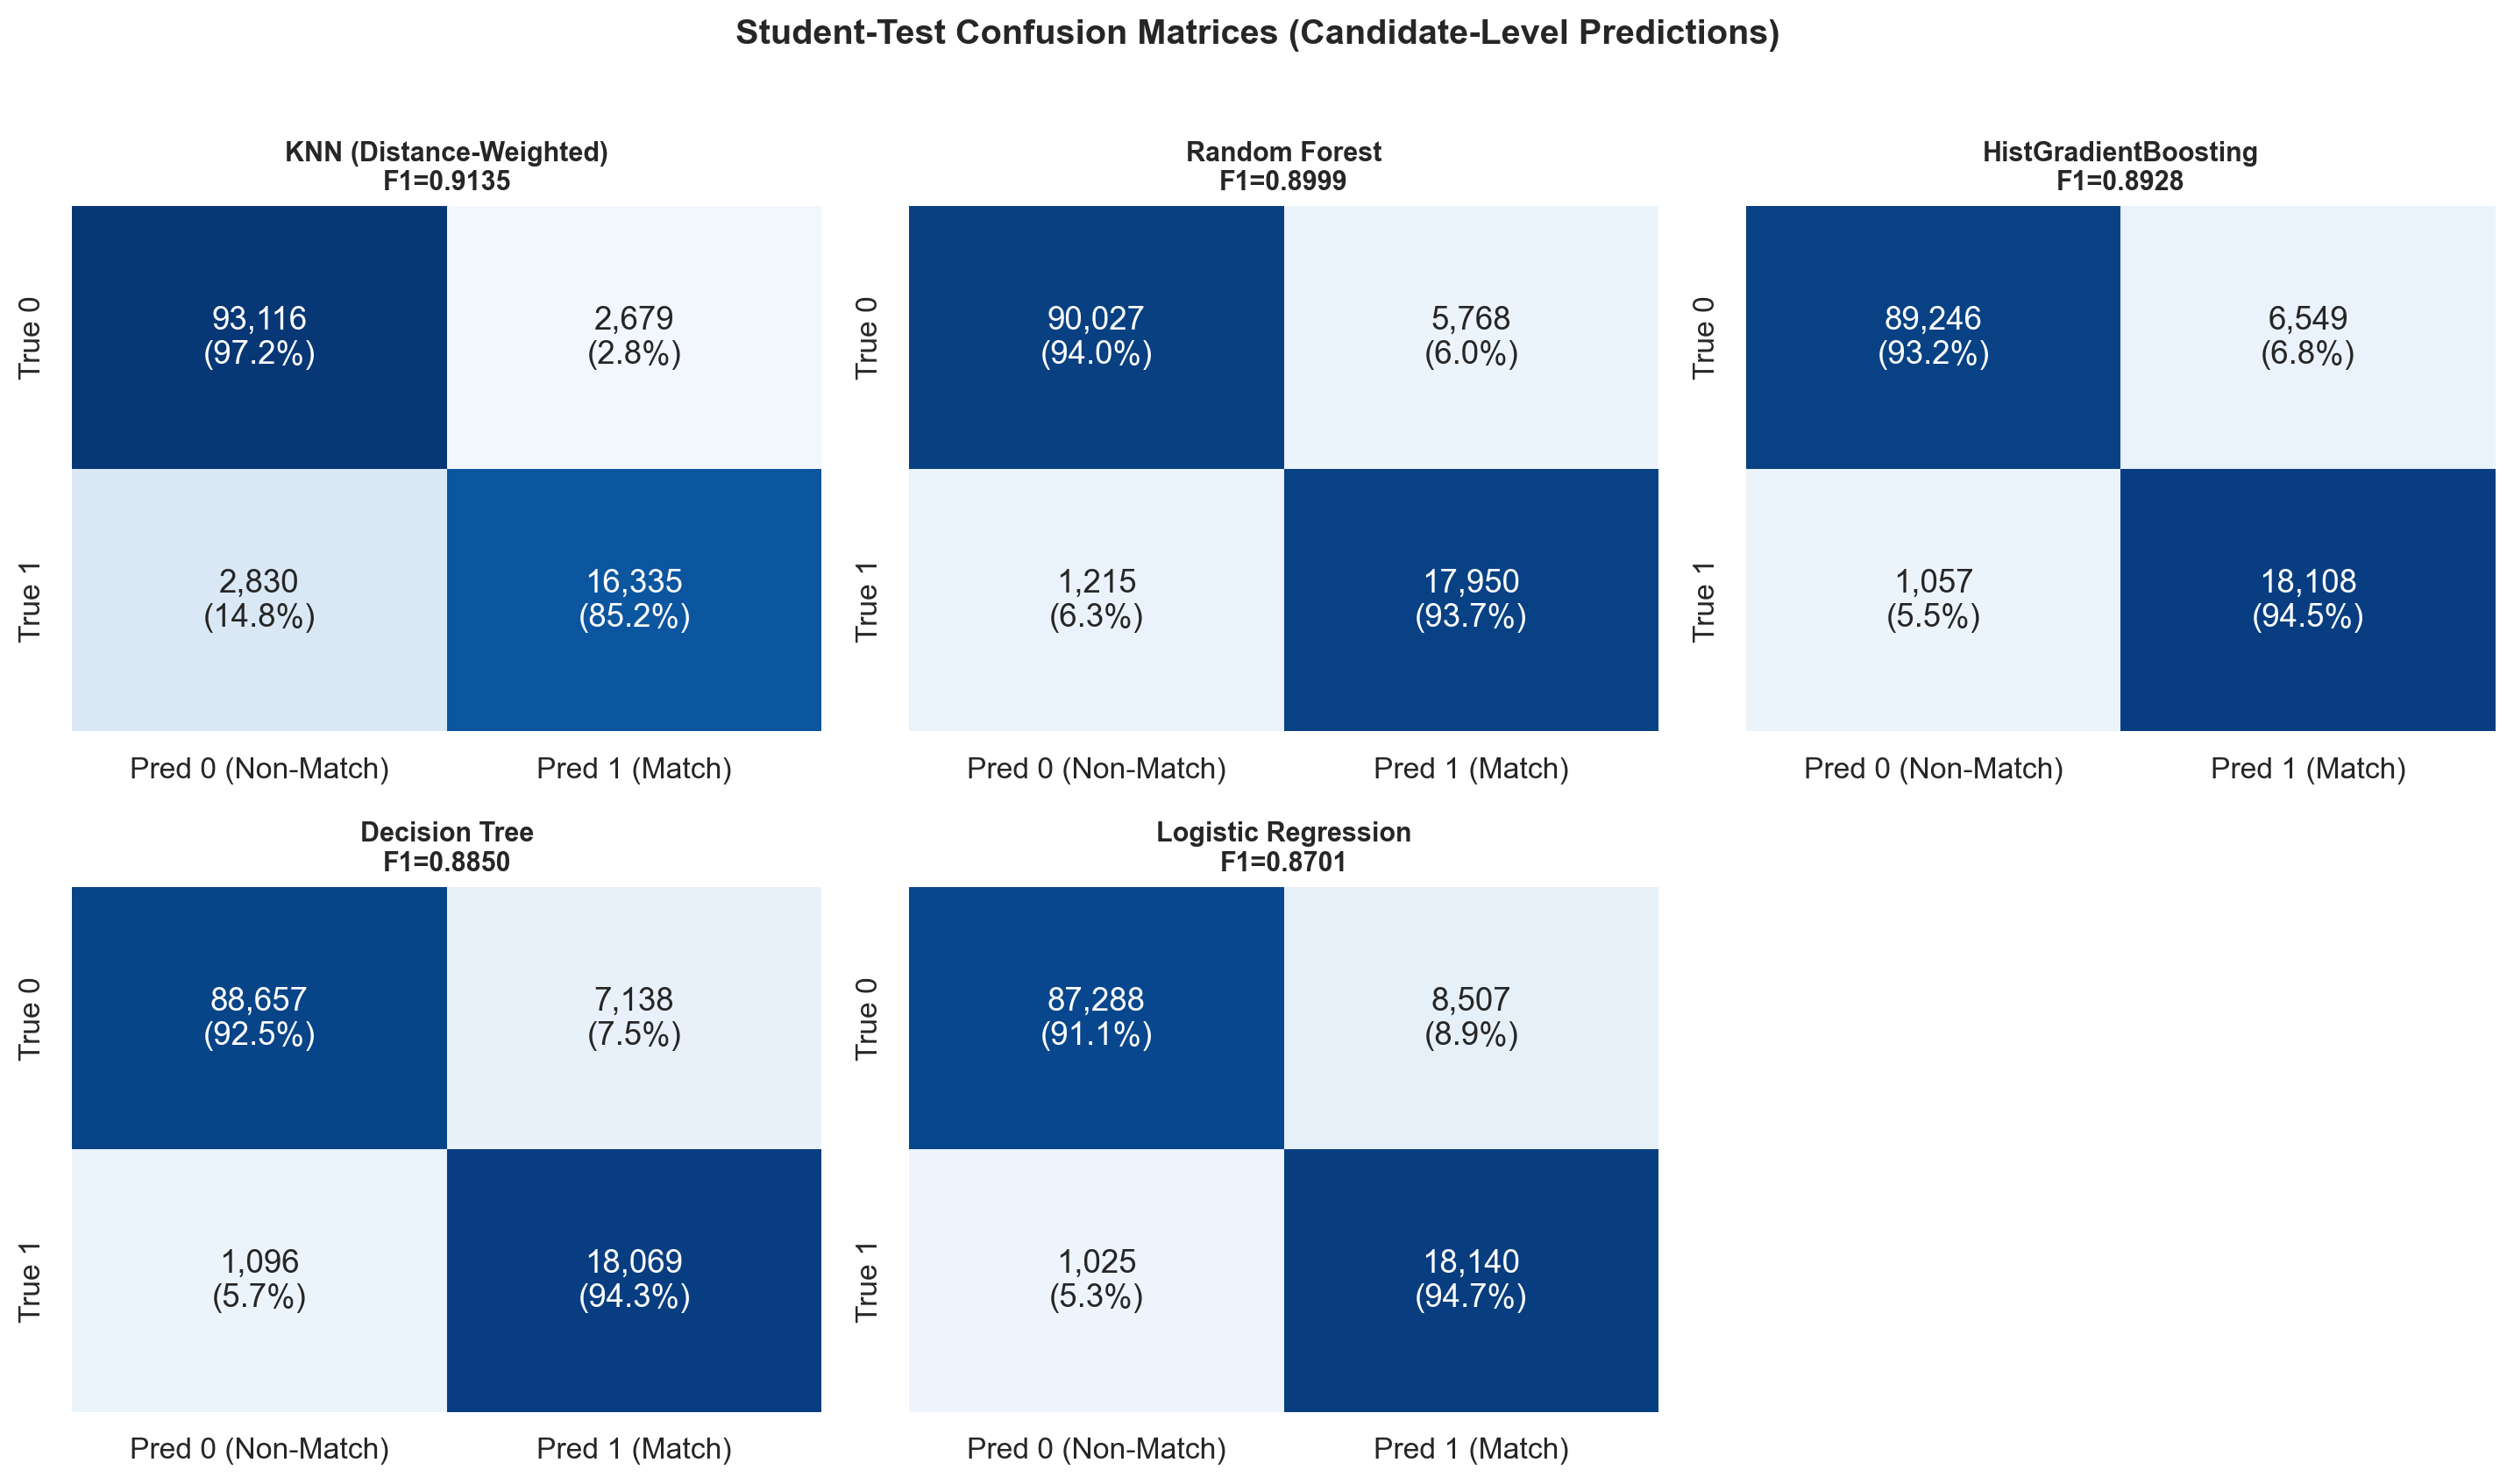 Student-Test Confusion Matrices (Candidate-Level Predictions)
KNN (Distance-Weighted)
F1=0.9135
True 0
93,116
(97.2%)
2,679
(2.8%)
True 1
2,830
(14.8%)
16,335
(85.2%)
Pred 0 (Non-Match)
Pred 1 (Match)
Random Forest
F1=0.8999
True 0
90,027
(94.0%)
5,768
(6.0%)
True 1
1,215
(6.3%)
17,950
(93.7%)
Pred 0 (Non-Match)
Pred 1 (Match)
HistGradientBoosting
F1=0.8928
True 0
89,246
(93.2%)
6,549
(6.8%)
True 1
1,057
(5.5%)
18,108
(94.5%)
Pred 0 (Non-Match)
Pred 1 (Match)
Decision Tree
F1=0.8850
True 0
88,657
(92.5%)
7,138
(7.5%)
True 1
1,096
(5.7%)
18,069
(94.3%)
Pred 0 (Non-Match)
Pred 1 (Match)
Logistic Regression
F1=0.8701
True 0
87,288
(91.1%)
8,507
(8.9%)
True 1
1,025
(5.3%)
18,140
(94.7%)
Pred 0 (Non-Match)
Pred 1 (Match)